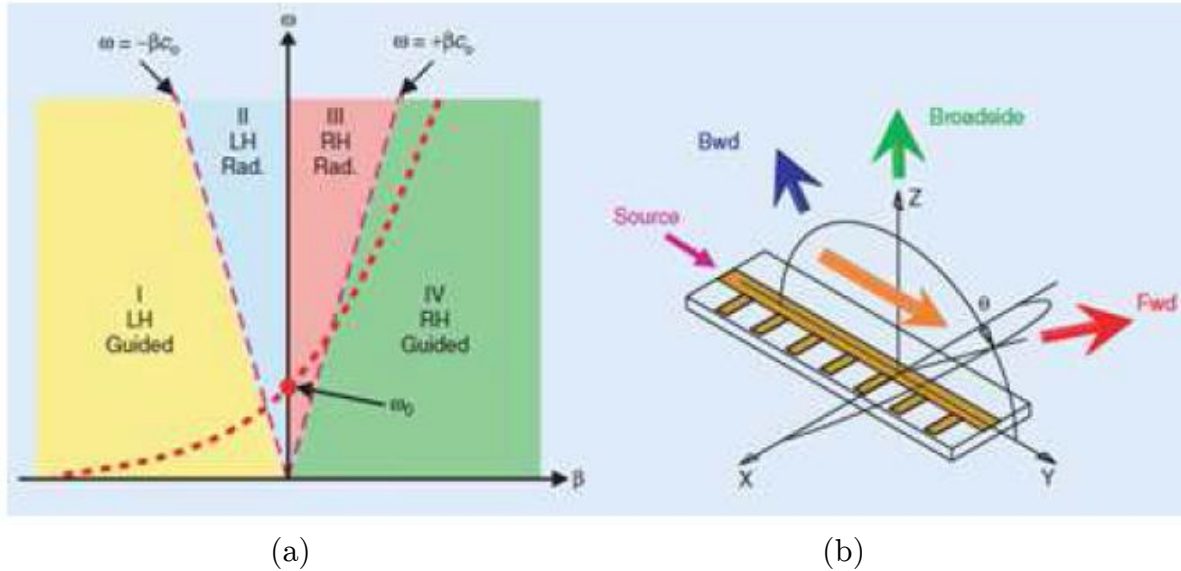 ω
ω = −βc₀
ω = +βc₀
II
LH
Rad.
III
RH
Rad.
I
LH
Guided
IV
RH
Guided
ω₀
β
Broadside
Bwd
Z
Source
θ
Fwd
X
Y
(a)
(b)